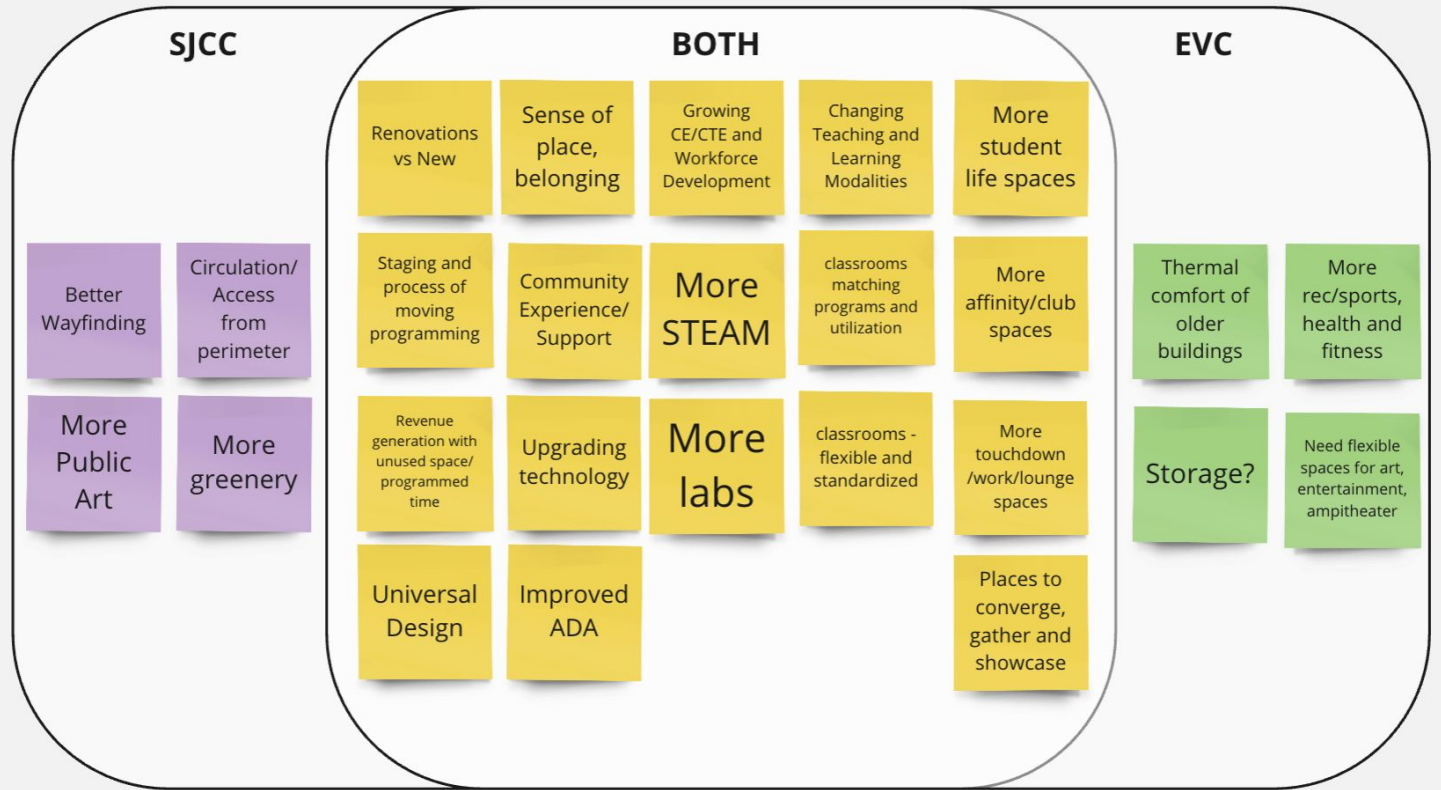 SJCC
BOTH
EVC
Better
Wayfinding
Circulation/
Access
from
perimeter
More
Public
Art
More
greenery
Renovations
vs New
Sense of
place,
belonging
Growing
CE/CTE and
Workforce
Development
Changing
Teaching and
Learning
Modalities
More
student
life spaces
Staging and
process of
moving
programming
Community
Experience/
Support
More
STEAM
classrooms
matching
programs and
utilization
More
affinity/club
spaces
Revenue
generation with
unused space/
programmed
time
Upgrading
technology
More
labs
classrooms -
flexible and
standardized
More
touchdown
/work/lounge
spaces
Universal
Design
Improved
ADA
Places to
converge,
gather and
showcase
Thermal
comfort of
older
buildings
More
rec/sports,
health and
fitness
Storage?
Need flexible
spaces for art,
entertainment,
ampitheater